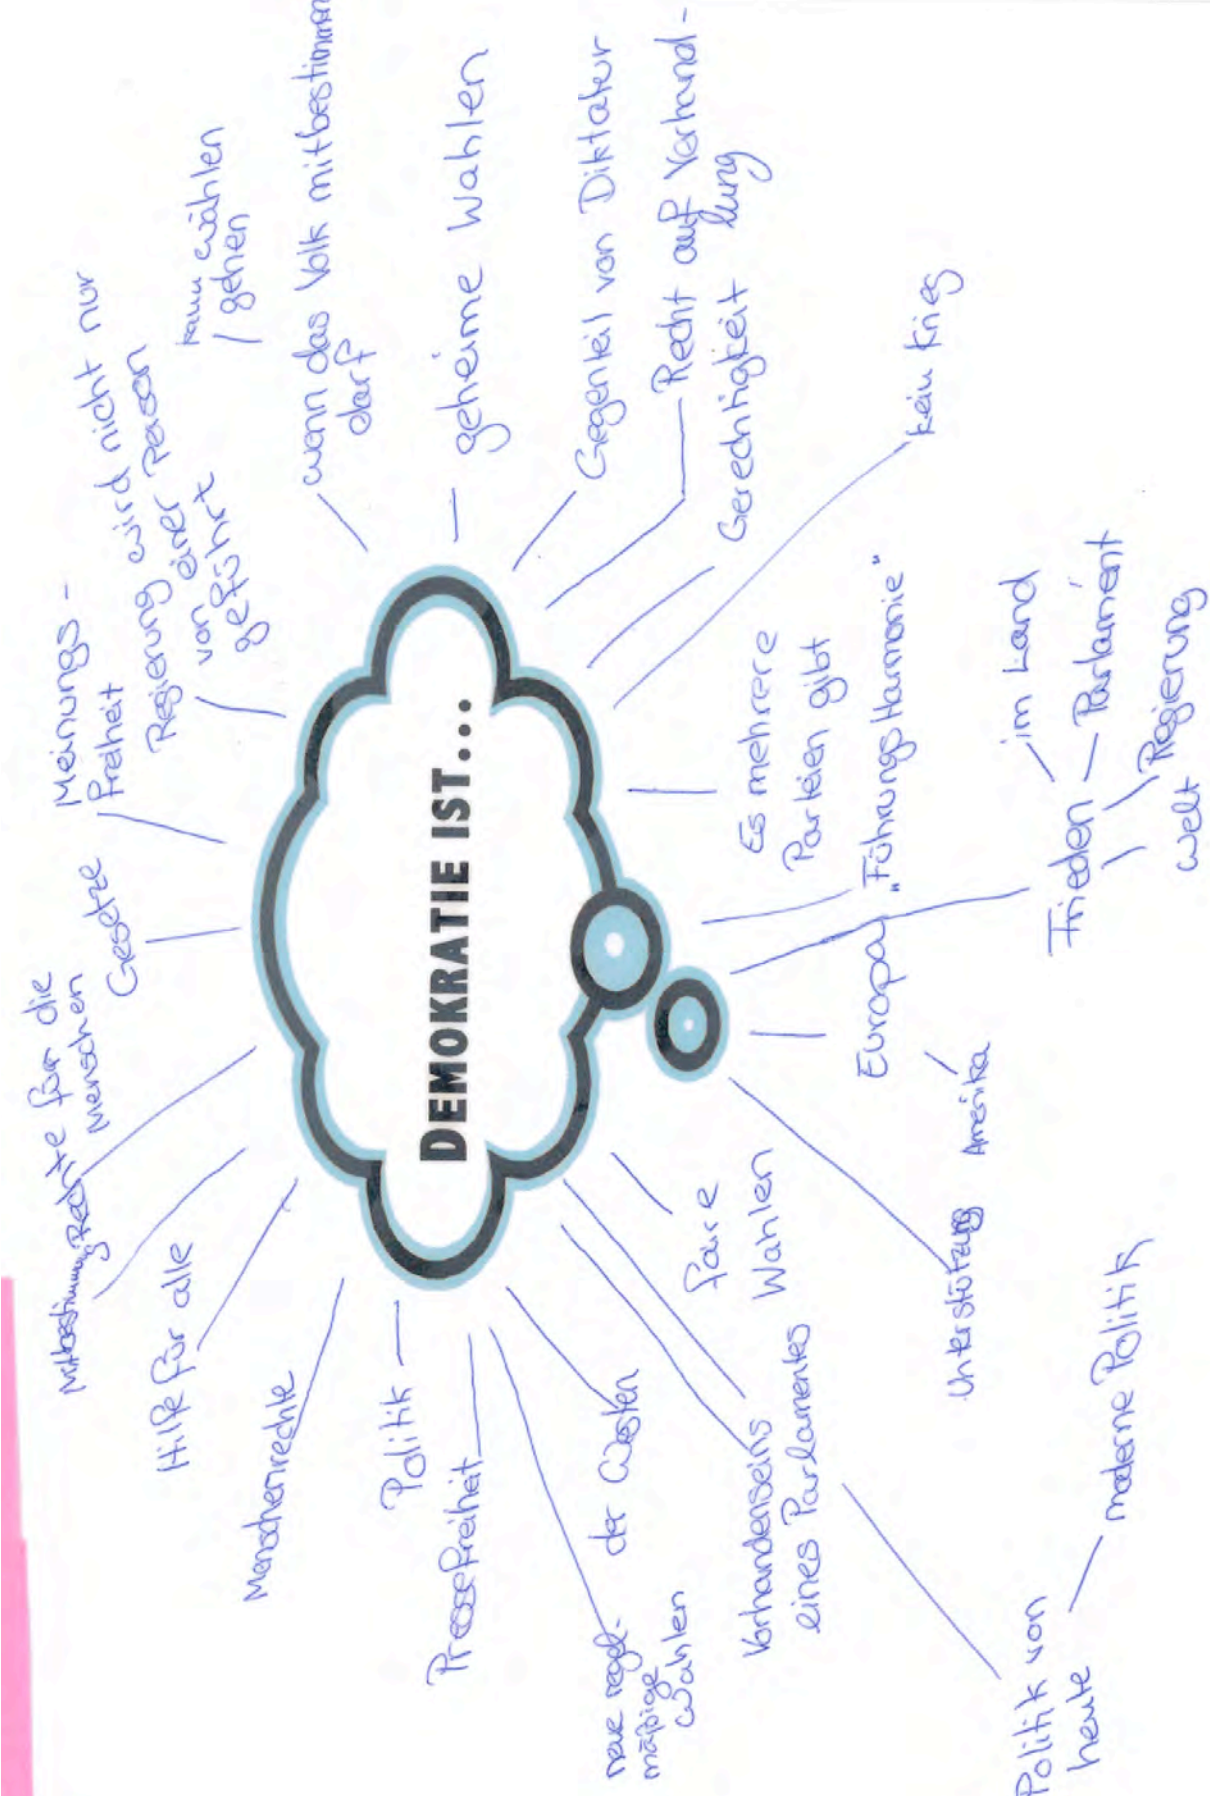 DEMOKRATIE IST...
Mitbestimmung
Rechte für die
Menschen
Gesetze
Meinungs-
freiheit
Regierung wird nicht nur
von einer Person
geführt
kann wählen
gehen
wenn das Volk mitbestimmen
darf
geheime Wahlen
Gegenteil von Diktatur
Recht auf Verhand-
lung
Gerechtigkeit
kein Krieg
Es mehrere
Parteien gibt
"Führungs Harmonie"
Frieden
im Land
Parlament
Regierung
Welt
Europa
Amerika
Unterstützung
faire
Wahlen
Vorhandenseins
eines Parlamentes
Politik von
heute
moderne Politik
der Westen
neue regel-
mäßige
Wahlen
Pressefreiheit
Politik
Menschenrechte
Hilfe für alle